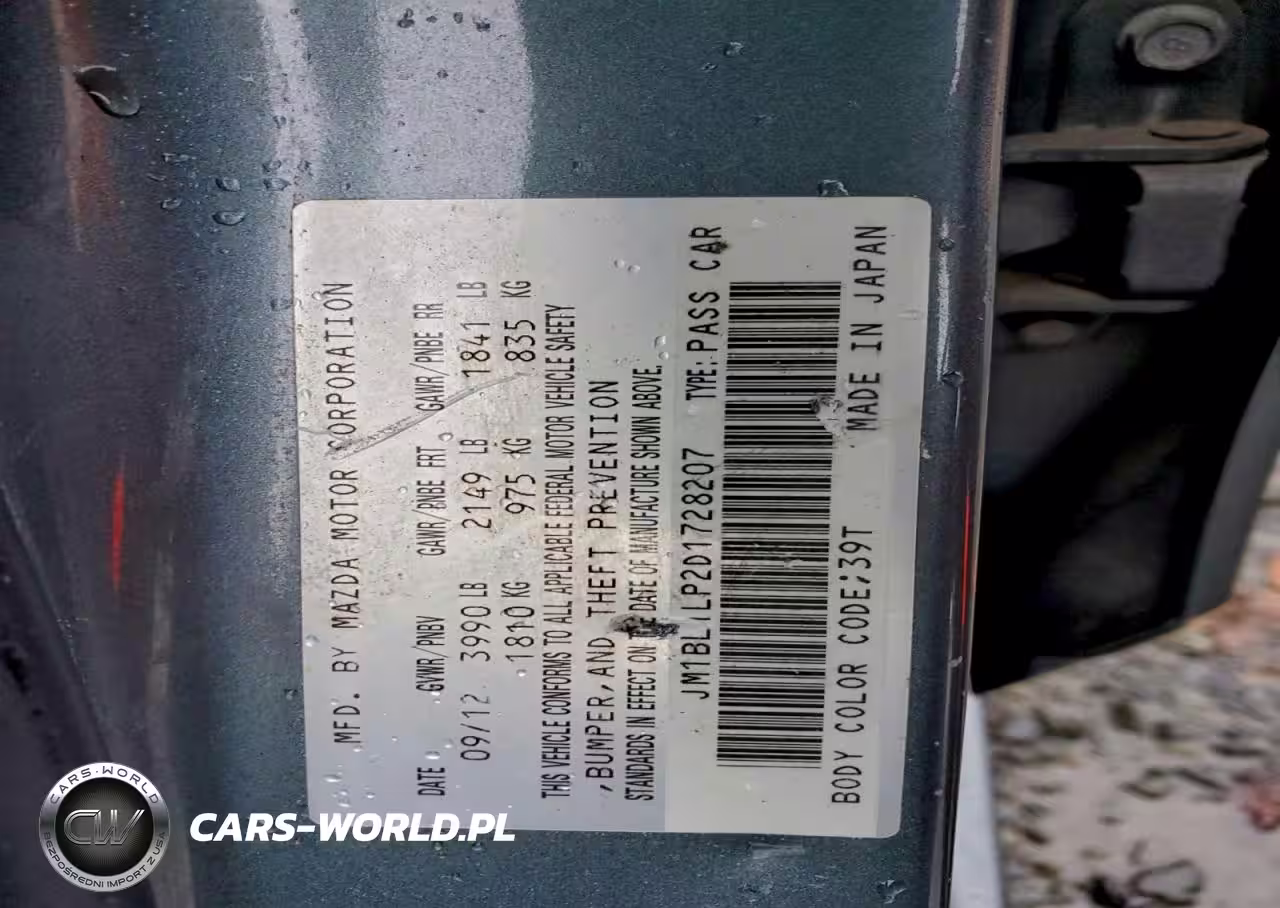 MFD. BY MAZDA MOTOR CORPORATION
DATE GVWR/PNBV GAWR/PNBE FRT GAWR/PNBE RR
09/12 3990 LB 2149 LB 1841 LB
1810 KG 975 KG 835 KG
THIS VEHICLE CONFORMS TO ALL APPLICABLE FEDERAL MOTOR VEHICLE SAFETY
,BUMPER,AND THEFT PREVENTION
STANDARDS IN EFFECT ON THE DATE OF MANUFACTURE SHOWN ABOVE.
JM1BL1LP2D1728207 TYPE:PASS CAR
BODY COLOR CODE:39T MADE IN JAPAN
CARS-WORLD
CW
BEZPOŚREDNI IMPORT Z USA
CARS-WORLD.PL